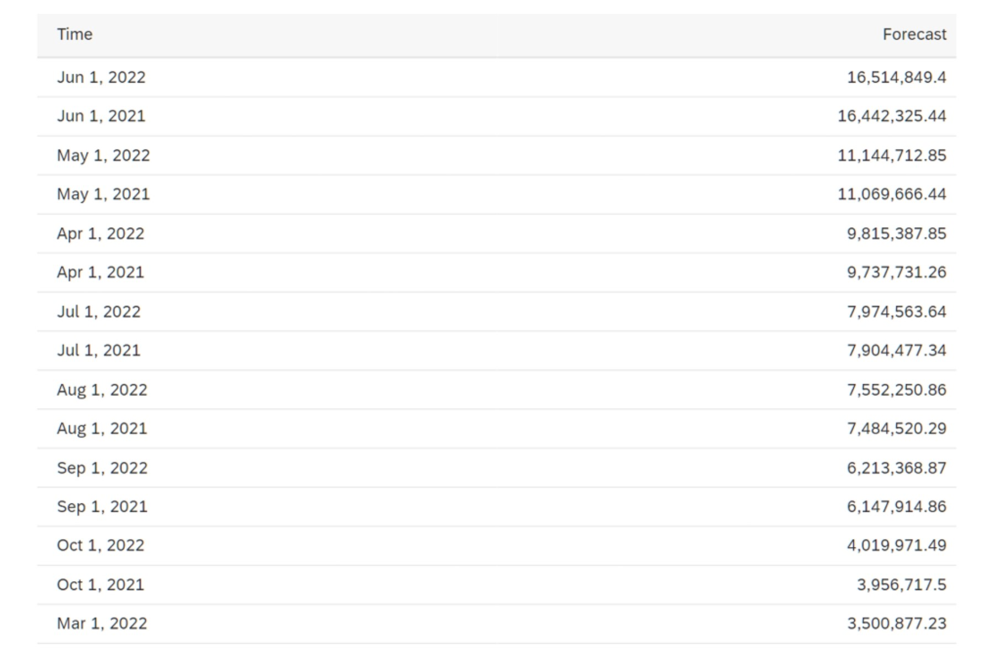 Time Forecast
Jun 1, 2022 16,514,849.4
Jun 1, 2021 16,442,325.44
May 1, 2022 11,144,712.85
May 1, 2021 11,069,666.44
Apr 1, 2022 9,815,387.85
Apr 1, 2021 9,737,731.26
Jul 1, 2022 7,974,563.64
Jul 1, 2021 7,904,477.34
Aug 1, 2022 7,552,250.86
Aug 1, 2021 7,484,520.29
Sep 1, 2022 6,213,368.87
Sep 1, 2021 6,147,914.86
Oct 1, 2022 4,019,971.49
Oct 1, 2021 3,956,717.5
Mar 1, 2022 3,500,877.23